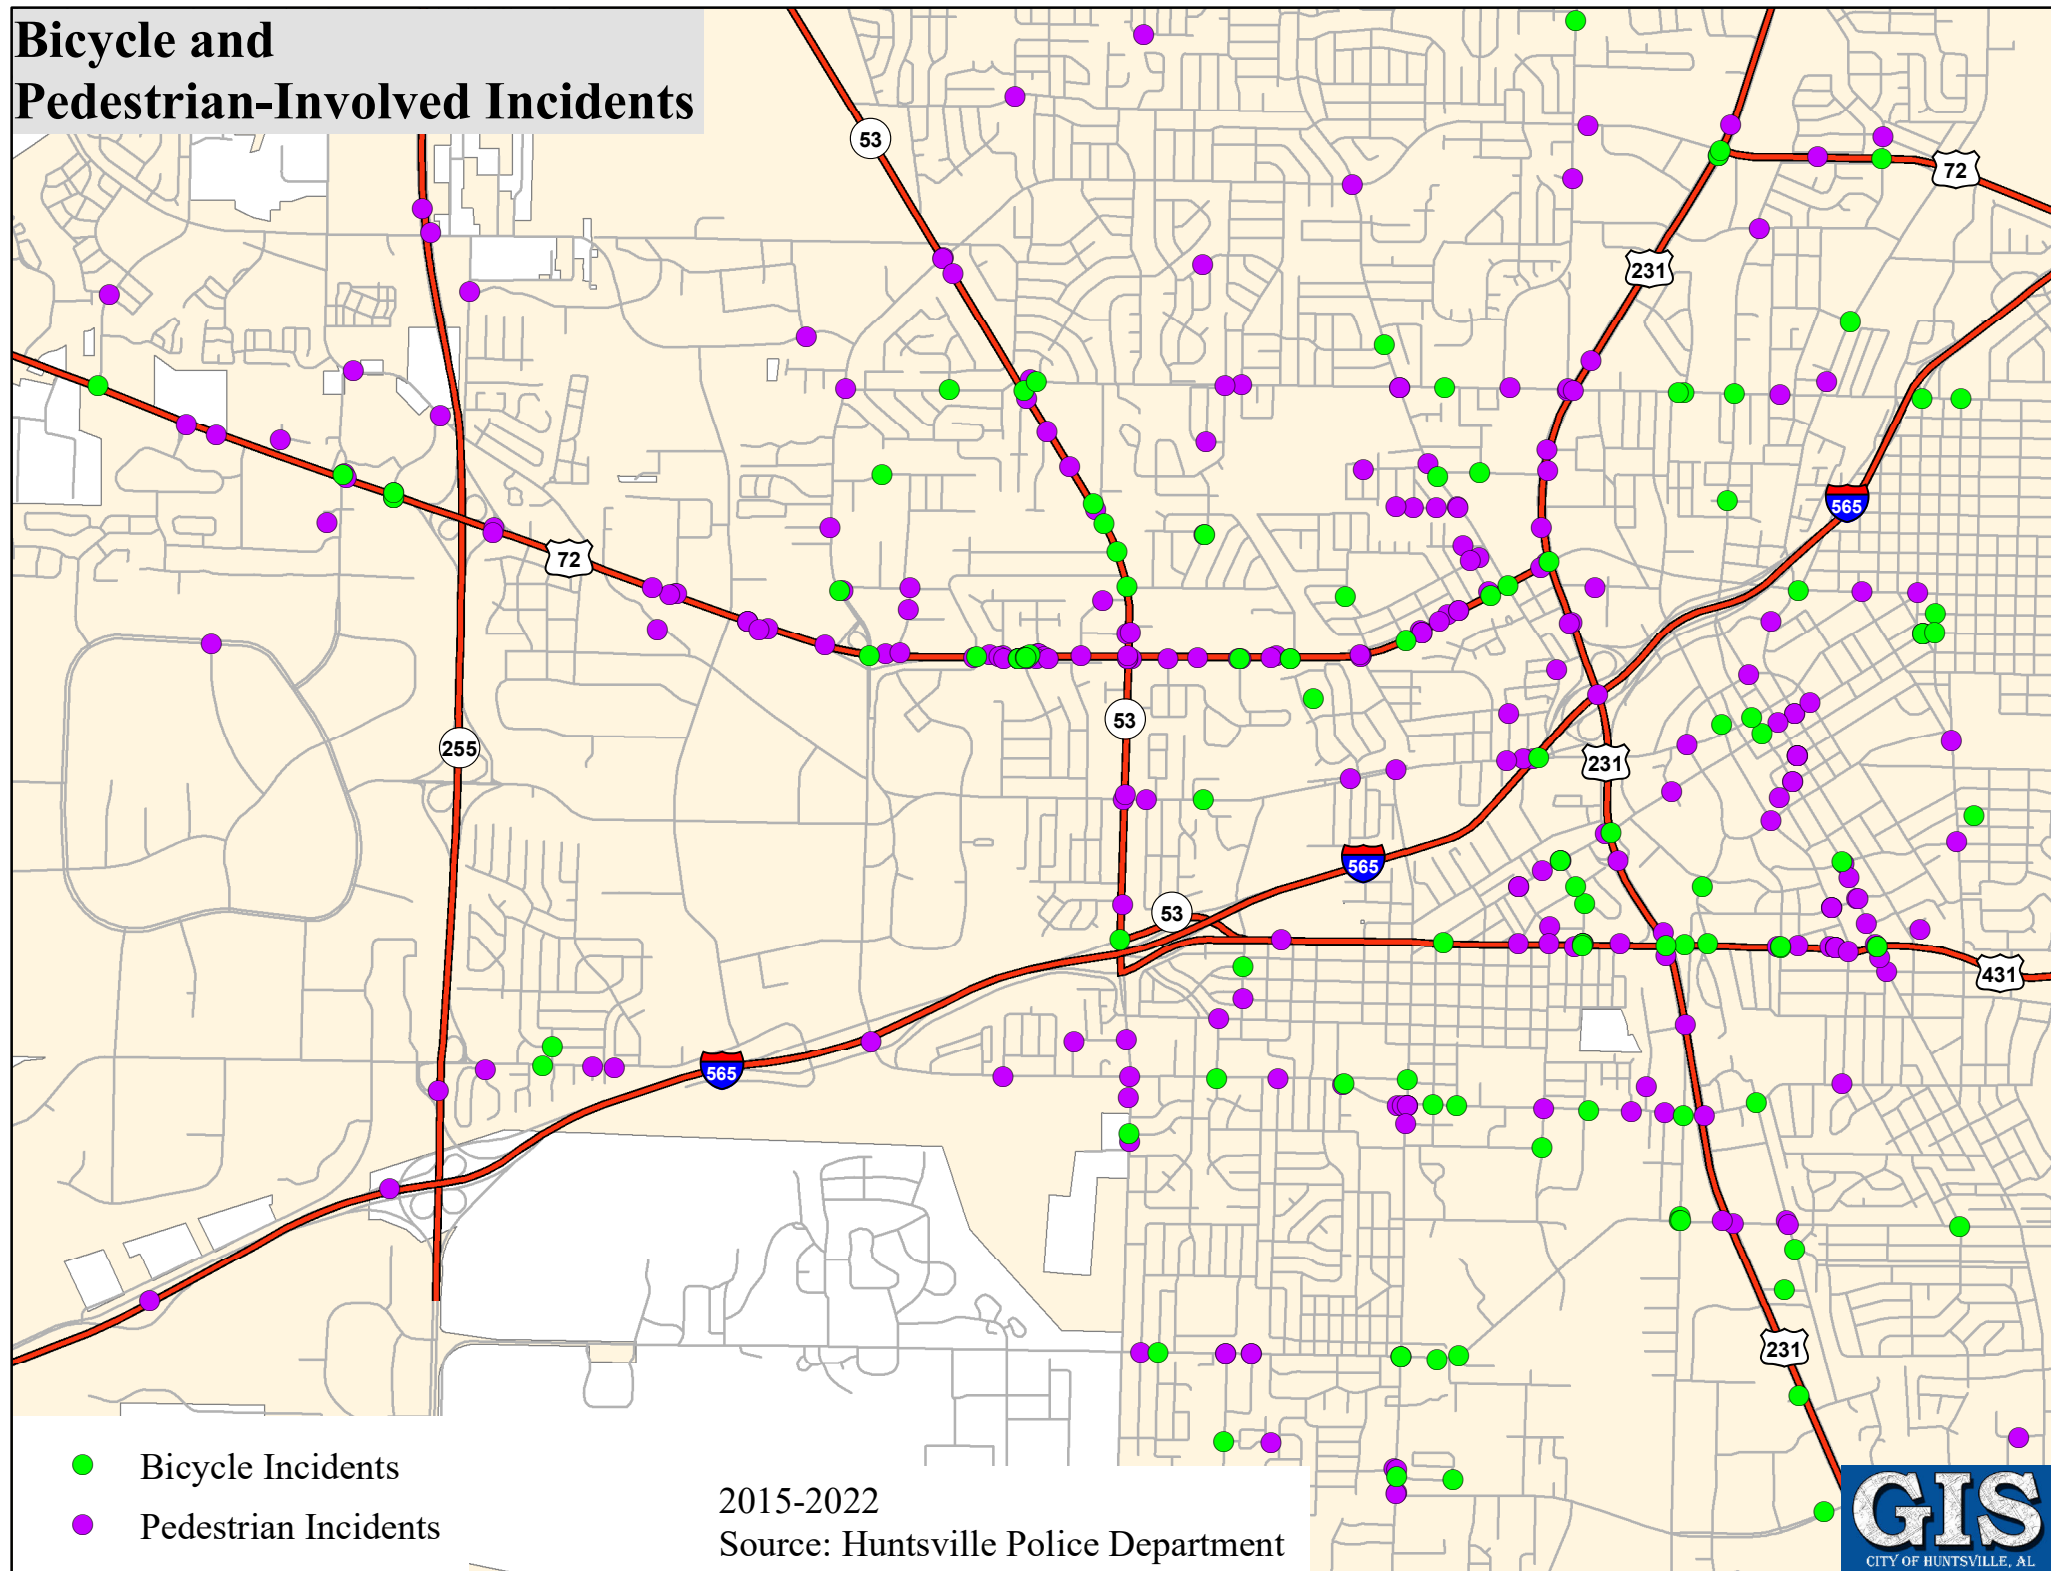 Bicycle and
Pedestrian-Involved Incidents
53
72
231
565
72
53
255
231
565
53
431
565
231
Bicycle Incidents
Pedestrian Incidents
2015-2022
Source: Huntsville Police Department
GIS
CITY OF HUNTSVILLE, AL